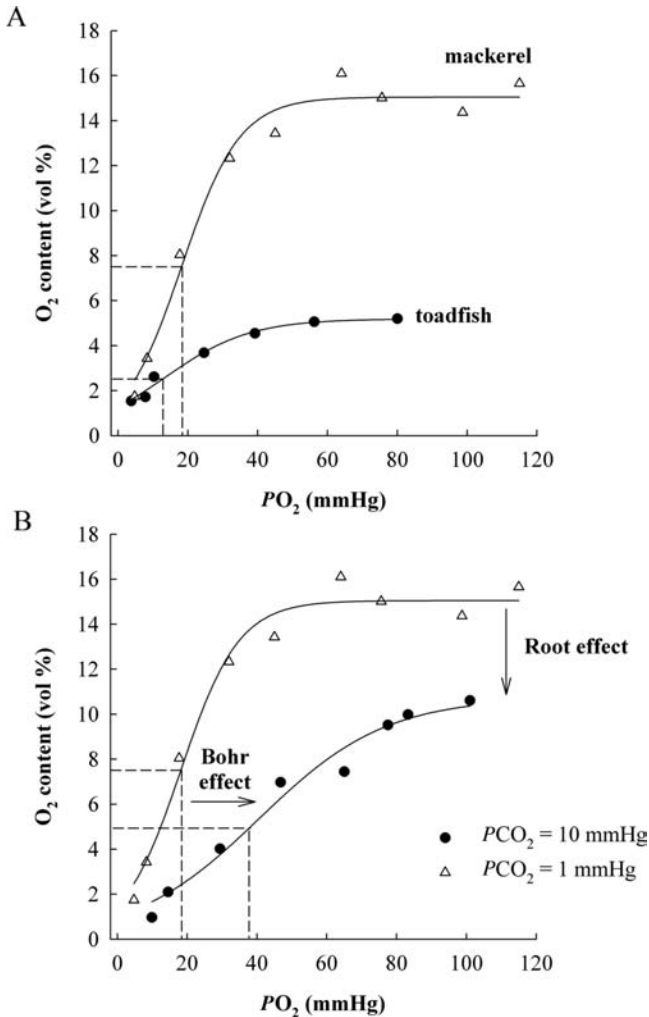 A
18
16
14
12
10
8
6
4
2
0
O₂ content (vol %)
mackerel
toadfish
0 20 40 60 80 100 120
PO₂ (mmHg)
B
18
16
14
12
10
8
6
4
2
0
O₂ content (vol %)
Root effect
Bohr
effect
PCO₂ = 10 mmHg
PCO₂ = 1 mmHg
0 20 40 60 80 100 120
PO₂ (mmHg)